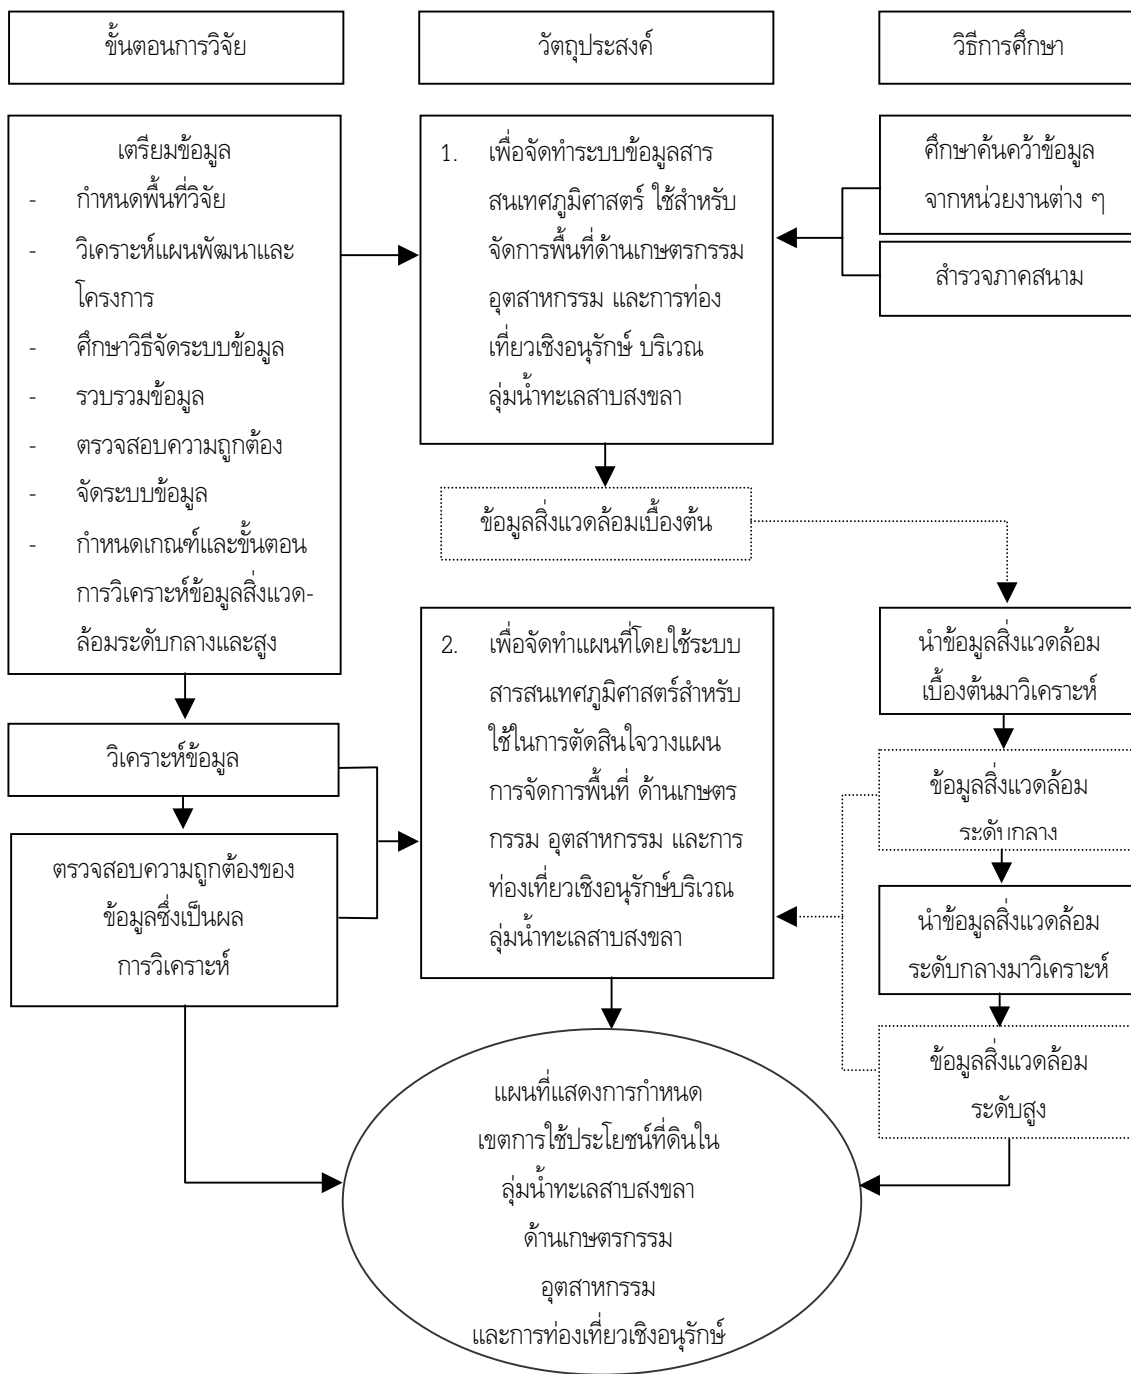 ขั้นตอนการวิจัย
วัตถุประสงค์
วิธีการศึกษา
เตรียมข้อมูล
- กำหนดพื้นที่วิจัย
- วิเคราะห์แผนพัฒนาและ
โครงการ
- ศึกษาวิธีจัดระบบข้อมูล
- รวบรวมข้อมูล
- ตรวจสอบความถูกต้อง
- จัดระบบข้อมูล
- กำหนดเกณฑ์และขั้นตอน
การวิเคราะห์ข้อมูลสิ่งแวด-
ล้อมระดับกลางและสูง
1. เพื่อจัดทำระบบข้อมูลสาร
สนเทศภูมิศาสตร์ ใช้สำหรับ
จัดการพื้นที่ด้านเกษตรกรรม
อุตสาหกรรม และการท่อง
เที่ยวเชิงอนุรักษ์ บริเวณ
ลุ่มน้ำทะเลสาบสงขลา
ศึกษาค้นคว้าข้อมูล
จากหน่วยงานต่าง ๆ
สำรวจภาคสนาม
ข้อมูลสิ่งแวดล้อมเบื้องต้น
วิเคราะห์ข้อมูล
ตรวจสอบความถูกต้องของ
ข้อมูลซึ่งเป็นผล
การวิเคราะห์
2. เพื่อจัดทำแผนที่โดยใช้ระบบ
สารสนเทศภูมิศาสตร์สำหรับ
ใช้ในการตัดสินใจวางแผน
การจัดการพื้นที่ ด้านเกษตร
กรรม อุตสาหกรรม และการ
ท่องเที่ยวเชิงอนุรักษ์บริเวณ
ลุ่มน้ำทะเลสาบสงขลา
นำข้อมูลสิ่งแวดล้อม
เบื้องต้นมาวิเคราะห์
ข้อมูลสิ่งแวดล้อม
ระดับกลาง
นำข้อมูลสิ่งแวดล้อม
ระดับกลางมาวิเคราะห์
ข้อมูลสิ่งแวดล้อม
ระดับสูง
แผนที่แสดงการกำหนด
เขตการใช้ประโยชน์ที่ดินใน
ลุ่มน้ำทะเลสาบสงขลา
ด้านเกษตรกรรม
อุตสาหกรรม
และการท่องเที่ยวเชิงอนุรักษ์